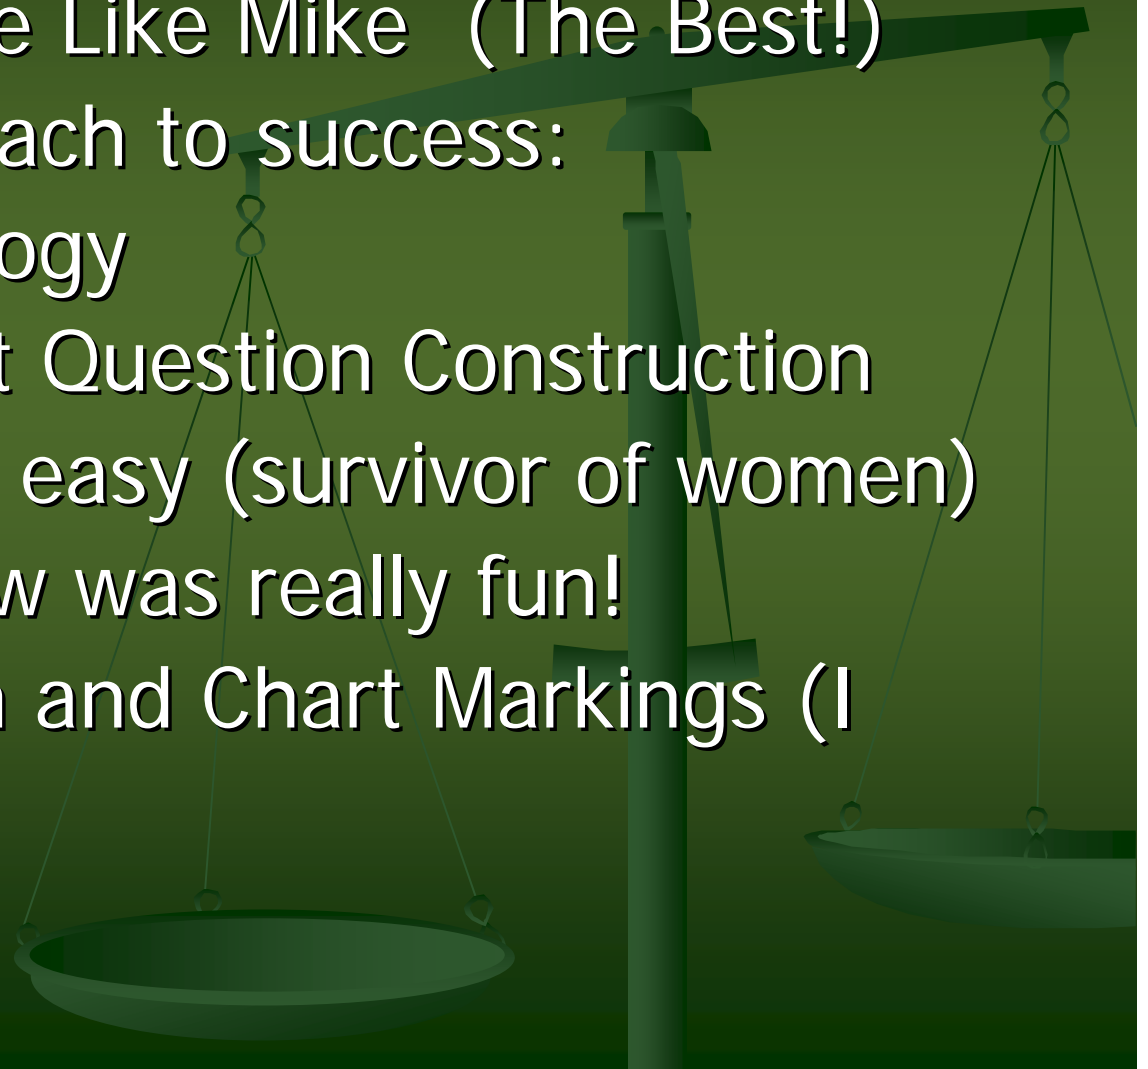 e Like Mike (The Best!)
ach to success:
ogy
t Question Construction
easy (survivor of women)
w was really fun!
and Chart Markings (I